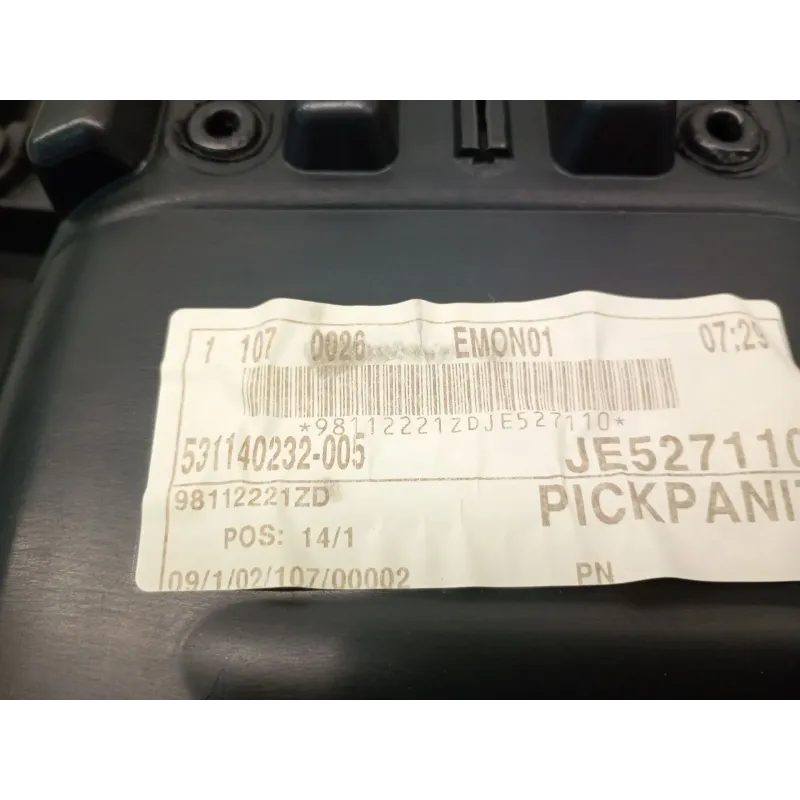 1 107 0026 EMON01 07:29
*98112221ZDJE527110*
531140232-005 JE527110
98112221ZD PICKPANIT
POS: 14/1
09/1/02/107/00002 PN